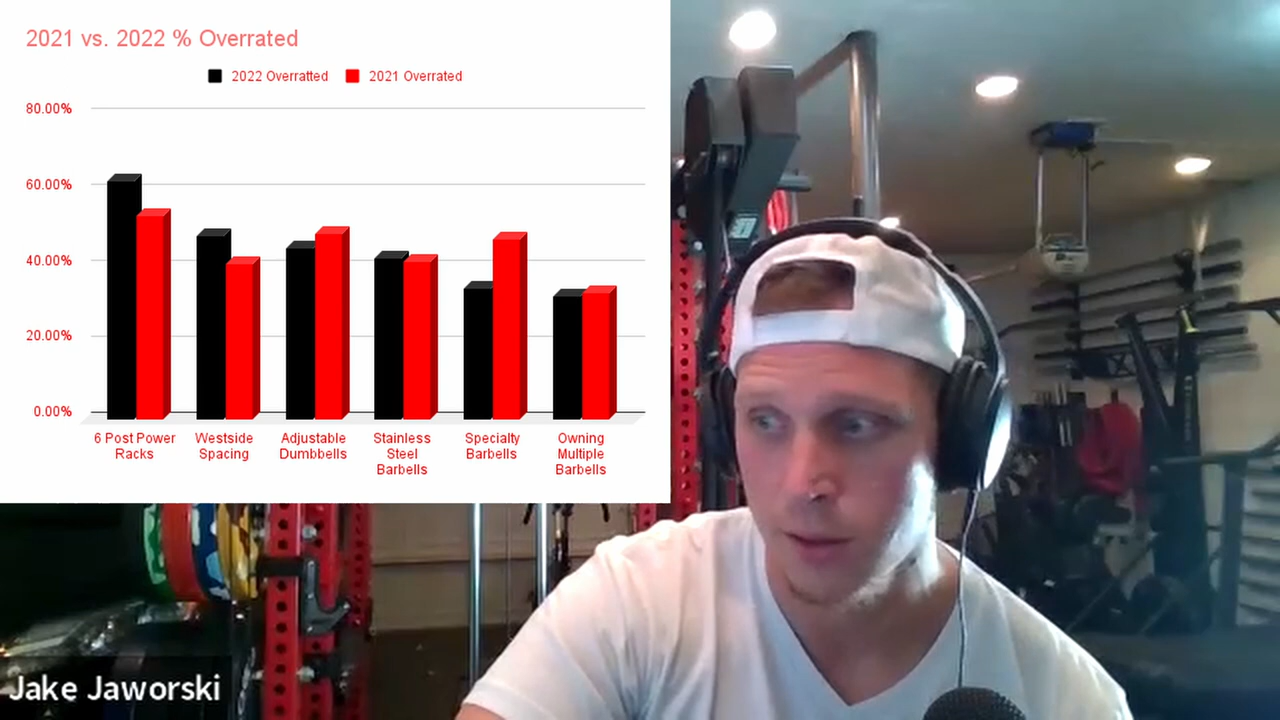 2021 vs. 2022 % Overrated
2022 Overratted
2021 Overrated
80.00%
60.00%
40.00%
20.00%
0.00%
6 Post Power
Racks
Westside
Spacing
Adjustable
Dumbbells
Stainless
Steel
Barbells
Specialty
Barbells
Owning
Multiple
Barbells
Jake Jaworski